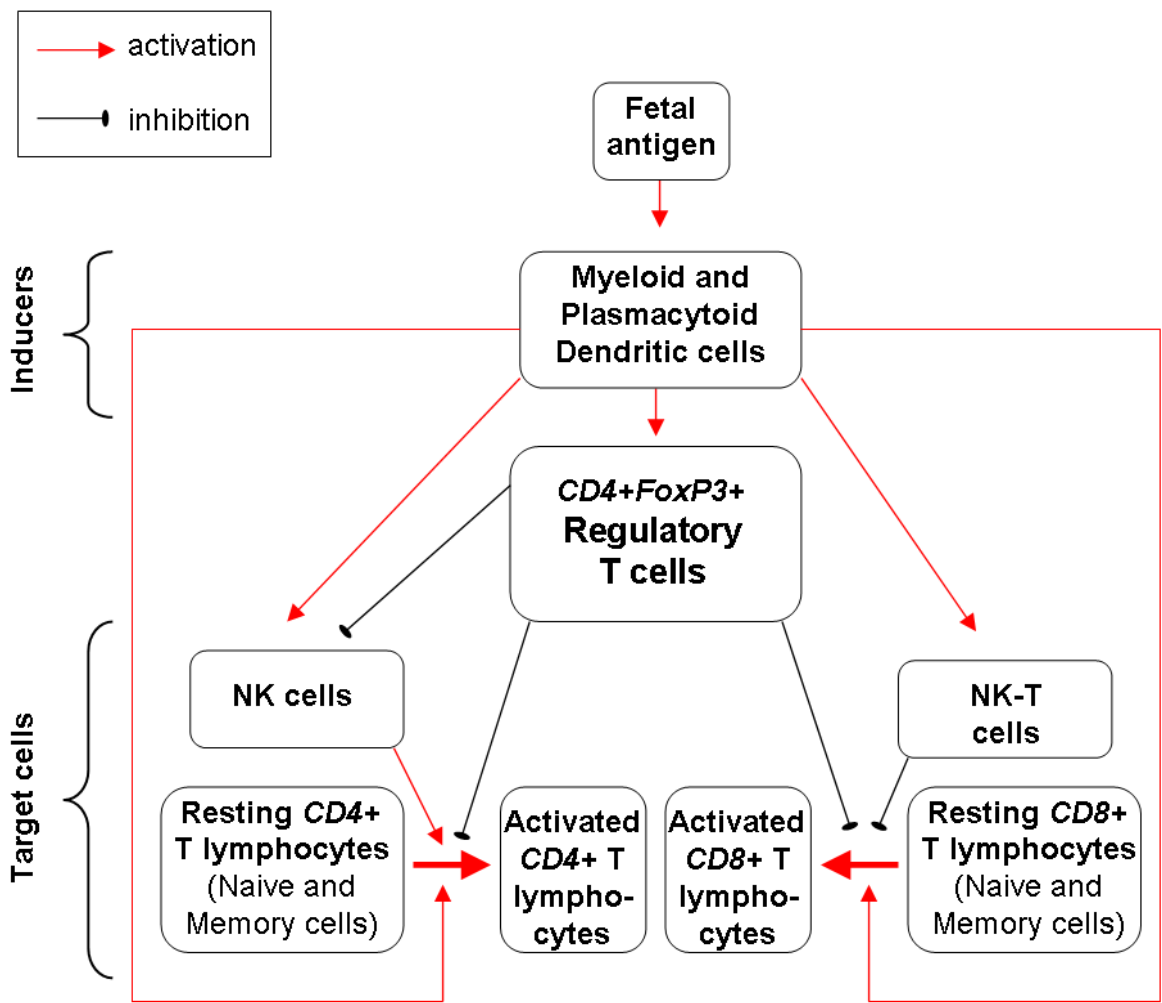 activation
inhibition
Fetal
antigen
Inducers
Myeloid and
Plasmacytoid
Dendritic cells
CD4+FoxP3+
Regulatory
T cells
Target cells
NK cells
NK-T
cells
Resting CD4+
T lymphocytes
(Naive and
Memory cells)
Activated
CD4+ T
lympho-
cytes
Activated
CD8+ T
lympho-
cytes
Resting CD8+
T lymphocytes
(Naive and
Memory cells)